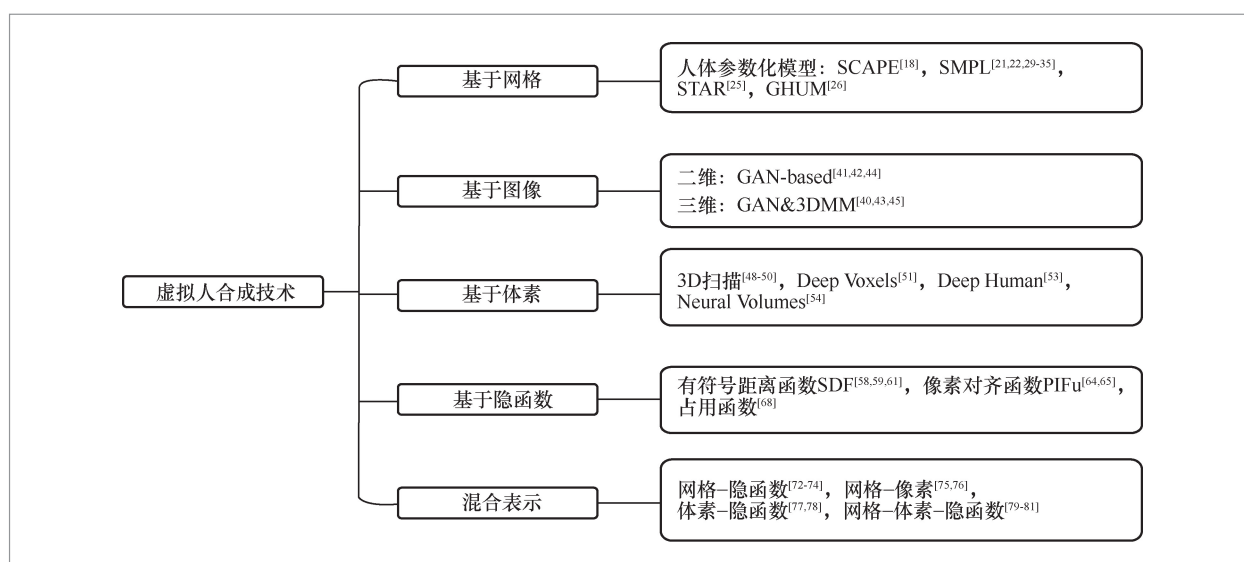 虚拟人合成技术
基于网格
人体参数化模型：SCAPE[18]，SMPL[21,22,29-35]，
STAR[25]，GHUM[26]
基于图像
二维：GAN-based[41,42,44]
三维：GAN&3DMM[40,43,45]
基于体素
3D扫描[48-50]，Deep Voxels[51]，Deep Human[53]，
Neural Volumes[54]
基于隐函数
有符号距离函数SDF[58,59,61]，像素对齐函数PIFu[64,65]，
占用函数[68]
混合表示
网格–隐函数[72-74]，网格–像素[75,76]，
体素–隐函数[77,78]，网格–体素–隐函数[79-81]